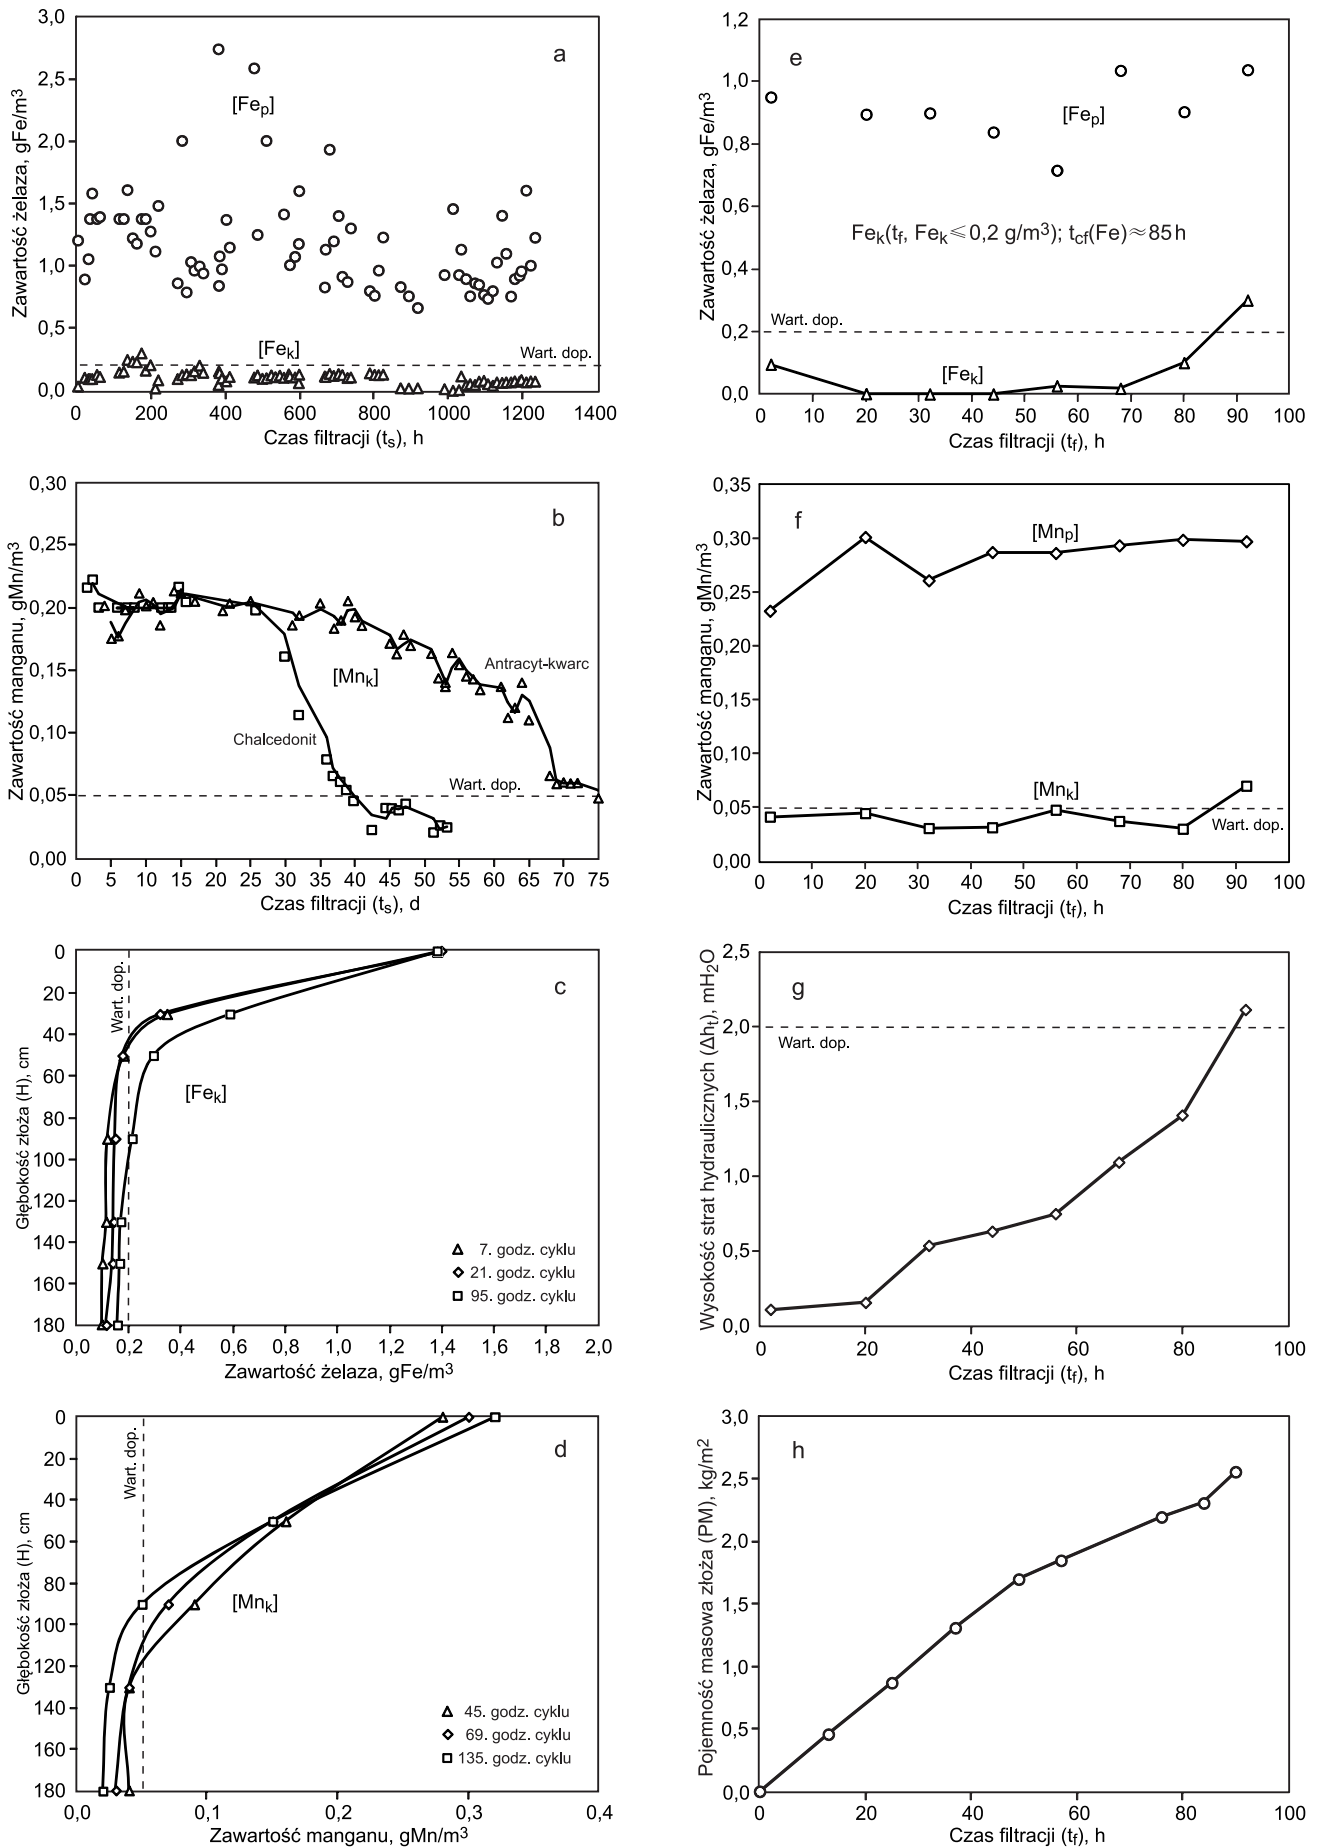 3,0
2,5
2,0
1,5
1,0
0,5
0,0
Zawartość żelaza, gFe/m3
a
[Fep]
[Fek]
Wart. dop.
0 200 400 600 800 1000 1200 1400
Czas filtracji (ts), h
1,2
1,0
0,8
0,6
0,4
0,2
0,0
Zawartość żelaza, gFe/m3
e
[Fep]
Fek(tf, Fek⩽0,2 g/m3); tcf(Fe)≈85h
Wart. dop.
[Fek]
0 10 20 30 40 50 60 70 80 90 100
Czas filtracji (tf), h
0,30
0,25
0,20
0,15
0,10
0,05
0,00
Zawartość manganu, gMn/m3
b
Antracyt-kwarc
[Mnk]
Chalcedonit
Wart. dop.
0 5 10 15 20 25 30 35 40 45 50 55 60 65 70 75
Czas filtracji (ts), d
0,35
0,30
0,25
0,20
0,15
0,10
0,05
0,00
Zawartość manganu, gMn/m3
f
[Mnp]
[Mnk]
Wart. dop.
0 10 20 30 40 50 60 70 80 90 100
Czas filtracji (tf), h
0
20
40
60
80
100
120
140
160
180
Głębokość złoża (H), cm
Wart. dop.
c
[Fek]
7. godz. cyklu
21. godz. cyklu
95. godz. cyklu
0,0 0,2 0,4 0,6 0,8 1,0 1,2 1,4 1,6 1,8 2,0
Zawartość żelaza, gFe/m3
2,5
2,0
1,5
1,0
0,5
0,0
Wysokość strat hydraulicznych (Δht), mH2O
g
Wart. dop.
0 20 40 60 80 100
Czas filtracji (tf), h
0
20
40
60
80
100
120
140
160
180
Głębokość złoża (H), cm
Wart. dop.
d
[Mnk]
45. godz. cyklu
69. godz. cyklu
135. godz. cyklu
0,0 0,1 0,2 0,3 0,4
Zawartość manganu, gMn/m3
3,0
2,5
2,0
1,5
1,0
0,5
0,0
Pojemność masowa złoża (PM), kg/m2
h
0 20 40 60 80 100
Czas filtracji (tf), h